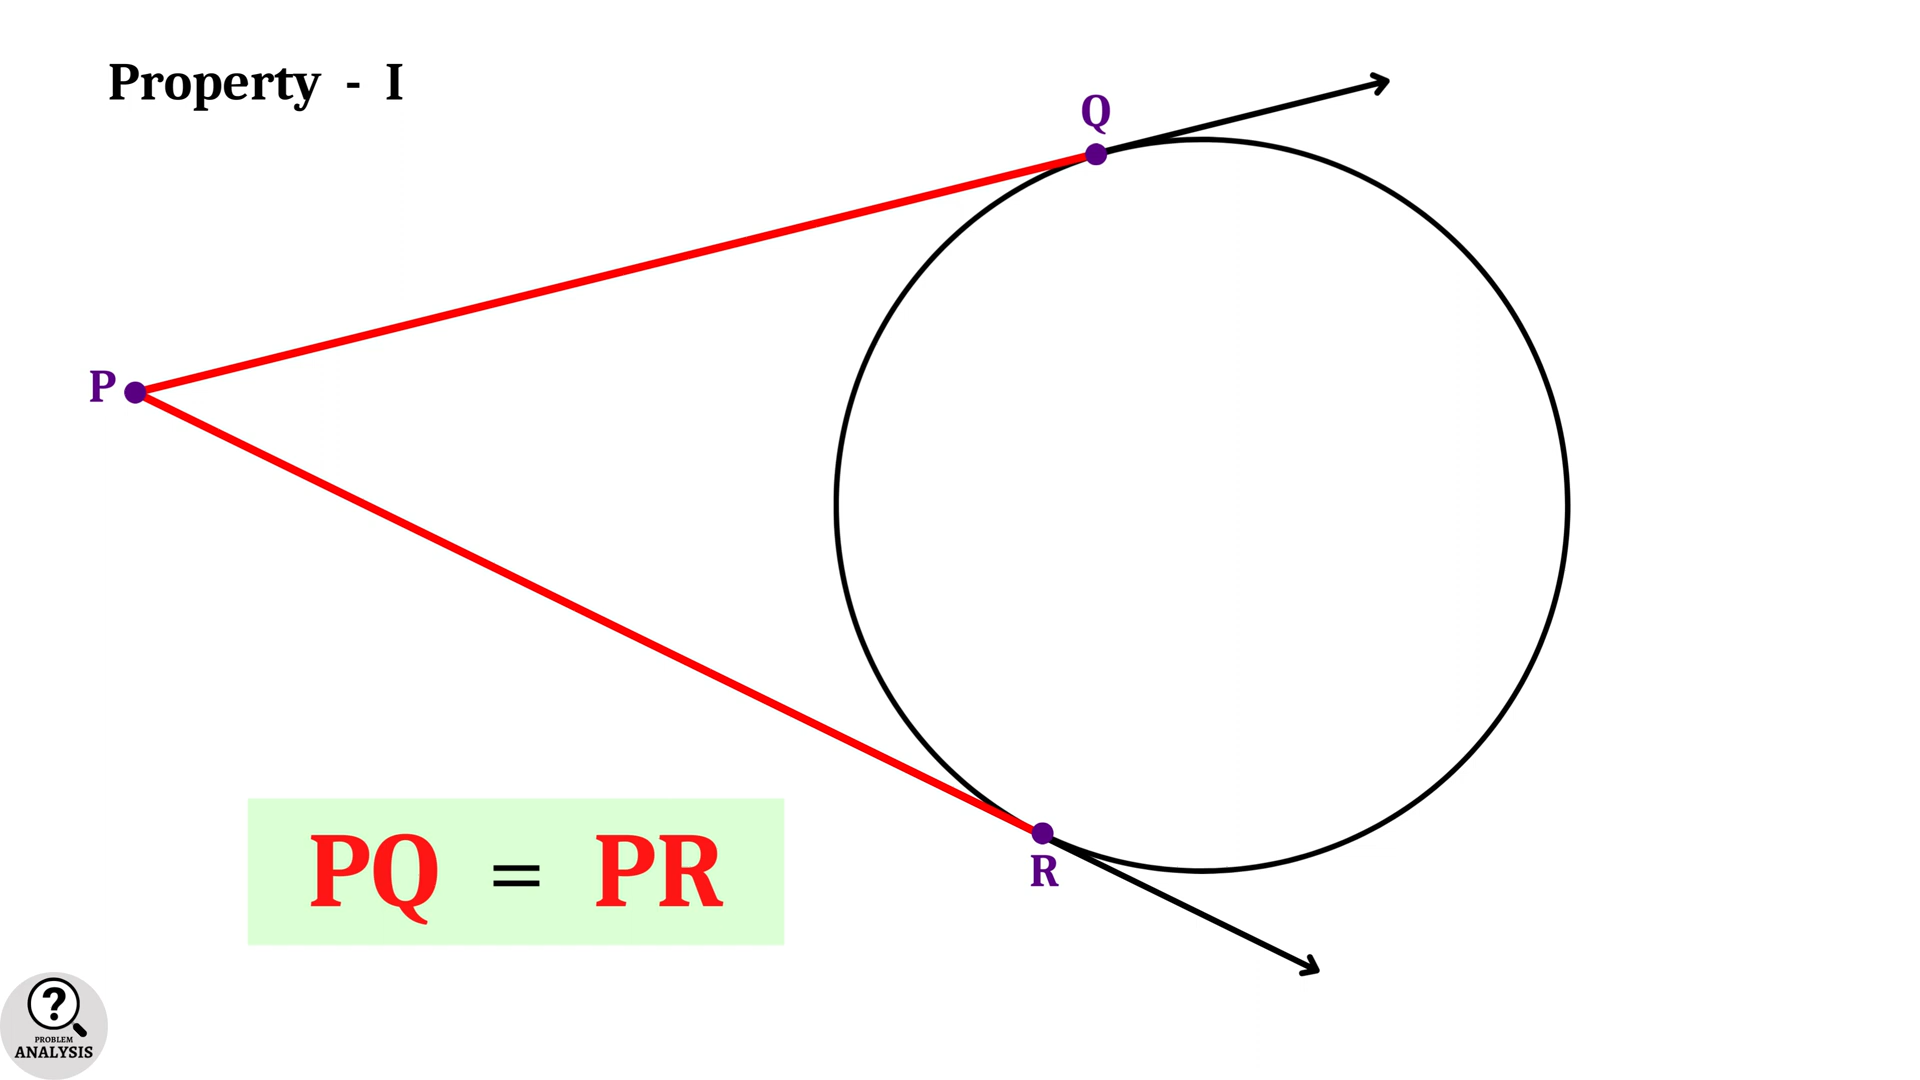 Property - I
Q
P
PQ = PR
R
?
PROBLEM
ANALYSIS